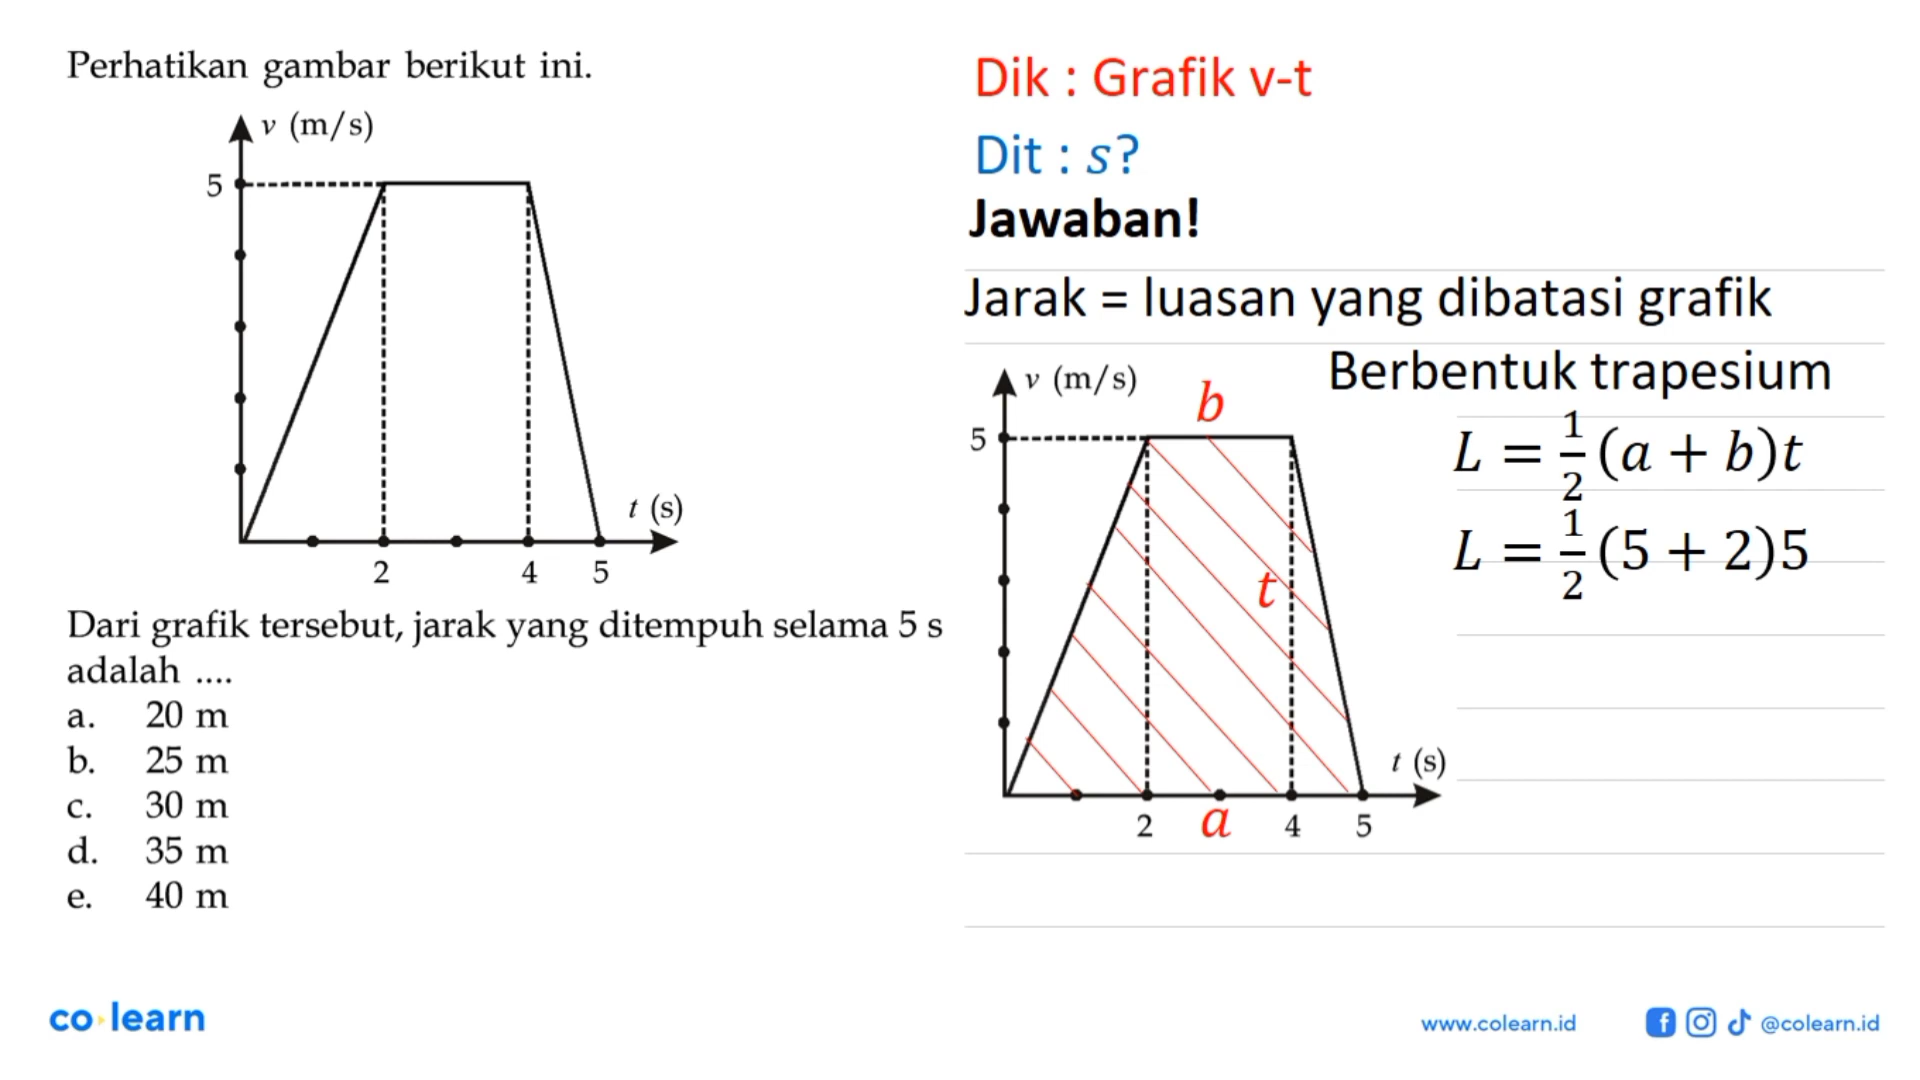 Perhatikan gambar berikut ini.
v (m/s)
5
t (s)
2 4 5
Dari grafik tersebut, jarak yang ditempuh selama 5 s
adalah ....
a. 20 m
b. 25 m
c. 30 m
d. 35 m
e. 40 m
Dik : Grafik v-t
Dit : s?
Jawaban!
Jarak = luasan yang dibatasi grafik
Berbentuk trapesium
v (m/s)
b
5
t
t (s)
2 a 4 5
L = 1/2 (a + b)t
L = 1/2 (5 + 2)5
co learn
www.colearn.id
@colearn.id